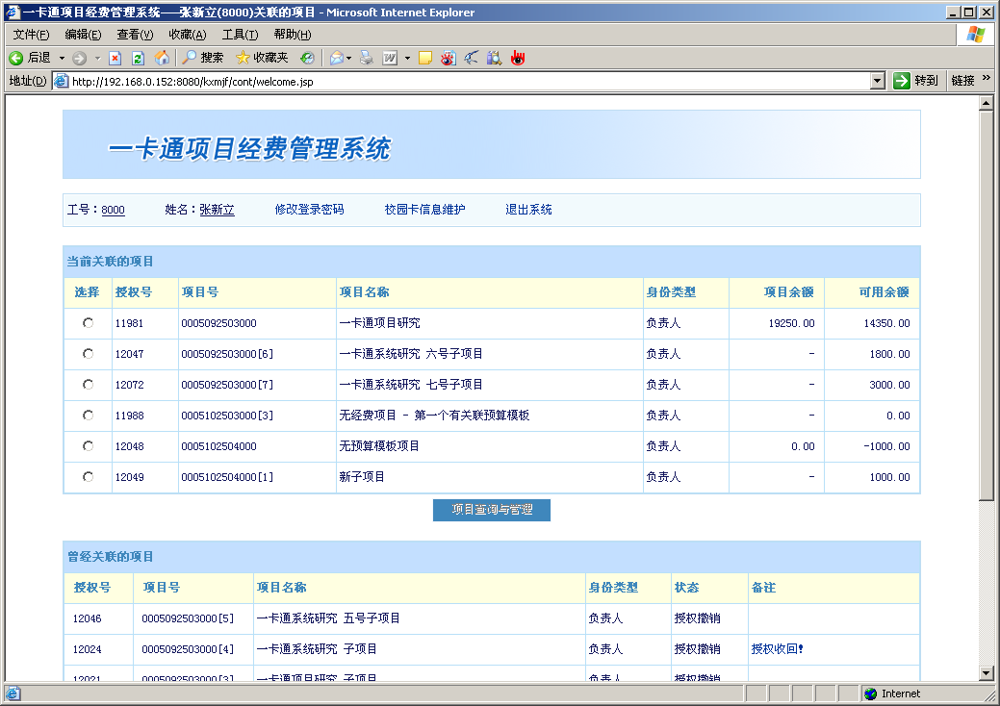 一卡通项目经费管理系统---张新立(8000)关联的项目 - Microsoft Internet Explorer
文件(F) 编辑(E) 查看(V) 收藏(A) 工具(T) 帮助(H)
后退 搜索 收藏夹
地址(D) http://192.168.0.152:8080/kxmjf/cont/welcome.jsp 转到 链接 »
一卡通项目经费管理系统
工号：8000 姓名：张新立 修改登录密码 校园卡信息维护 退出系统
当前关联的项目
选择 授权号 项目号 项目名称 身份类型 项目余额 可用余额
11981 0005092503000 一卡通项目研究 负责人 19250.00 14350.00
12047 0005092503000[6] 一卡通系统研究 六号子项目 负责人 - 1800.00
12072 0005092503000[7] 一卡通系统研究 七号子项目 负责人 - 3000.00
11988 0005102503000[3] 无经费项目 - 第一个有关联预算模板 负责人 - 0.00
12048 0005102504000 无预算模板项目 负责人 0.00 -1000.00
12049 0005102504000[1] 新子项目 负责人 - 1000.00
项目查询与管理
曾经关联的项目
授权号 项目号 项目名称 身份类型 状态 备注
12046 0005092503000[5] 一卡通系统研究 五号子项目 负责人 授权撤销
12024 0005092503000[4] 一卡通系统研究 子项目 负责人 授权撤销 授权收回!
12021 0005092503000[3] 一卡通项目研究 子项目 负责人 授权撤销
Internet